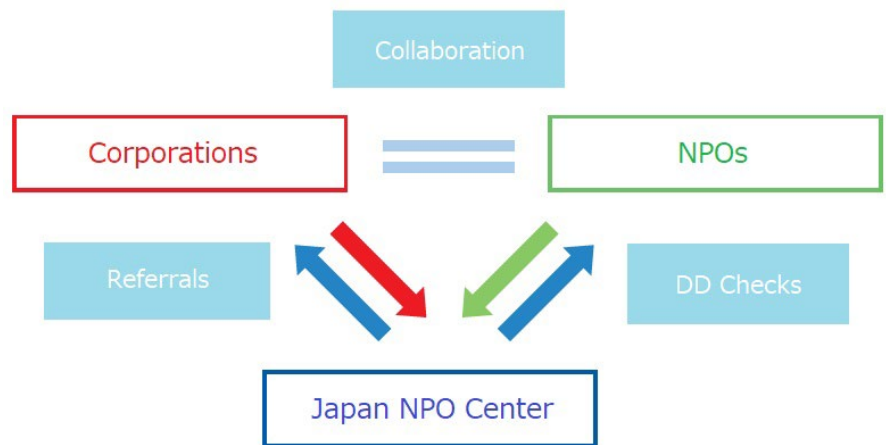 Collaboration
Corporations
NPOs
Referrals
DD Checks
Japan NPO Center